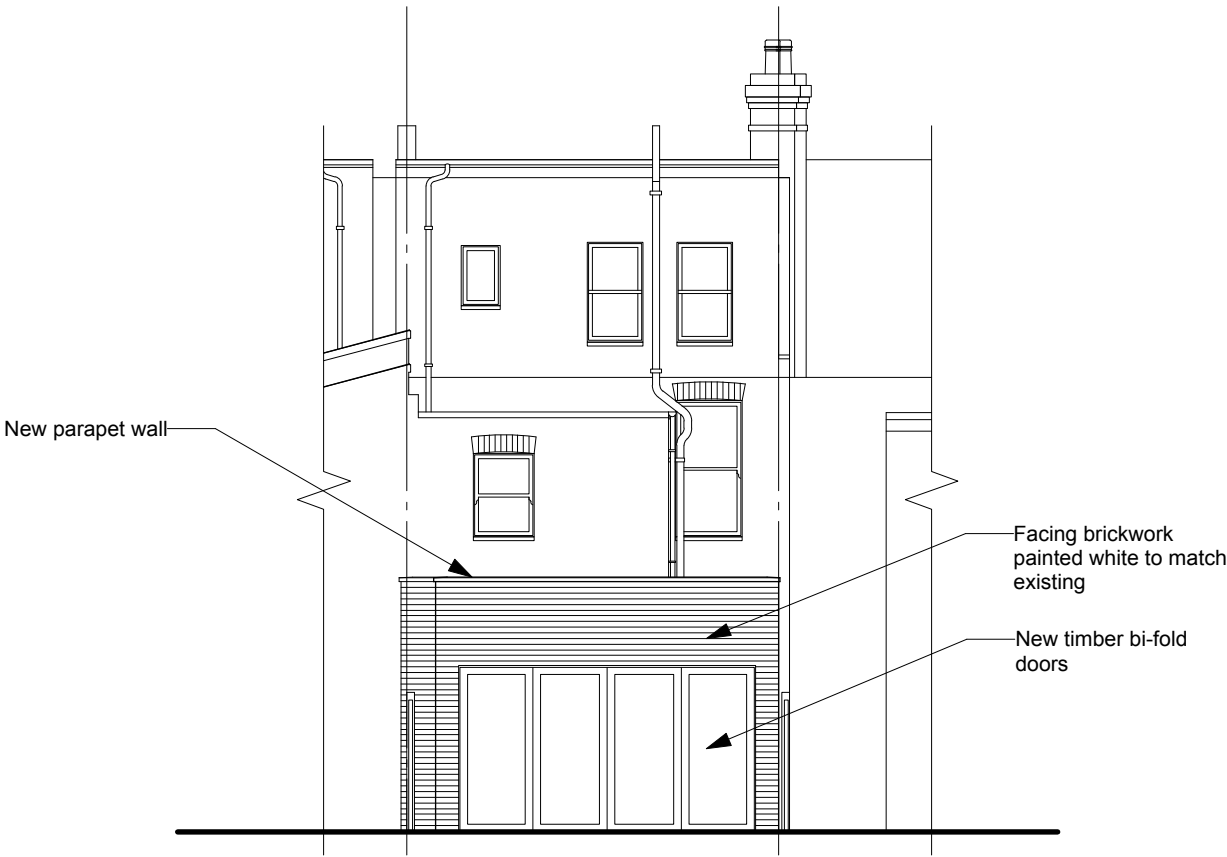 New parapet wall
Facing brickwork
painted white to match
existing
New timber bi-fold
doors